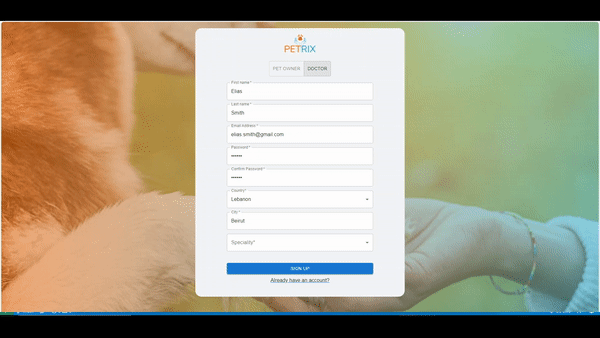 PETRIX
PET OWNER DOCTOR
First name *
Elias
Last name *
Smith
Email Address *
elias.smith@gmail.com
Password *
••••••
Confirm Password *
••••••
Country *
Lebanon
City *
Beirut
Speciality*
SIGN UP
Already have an account?